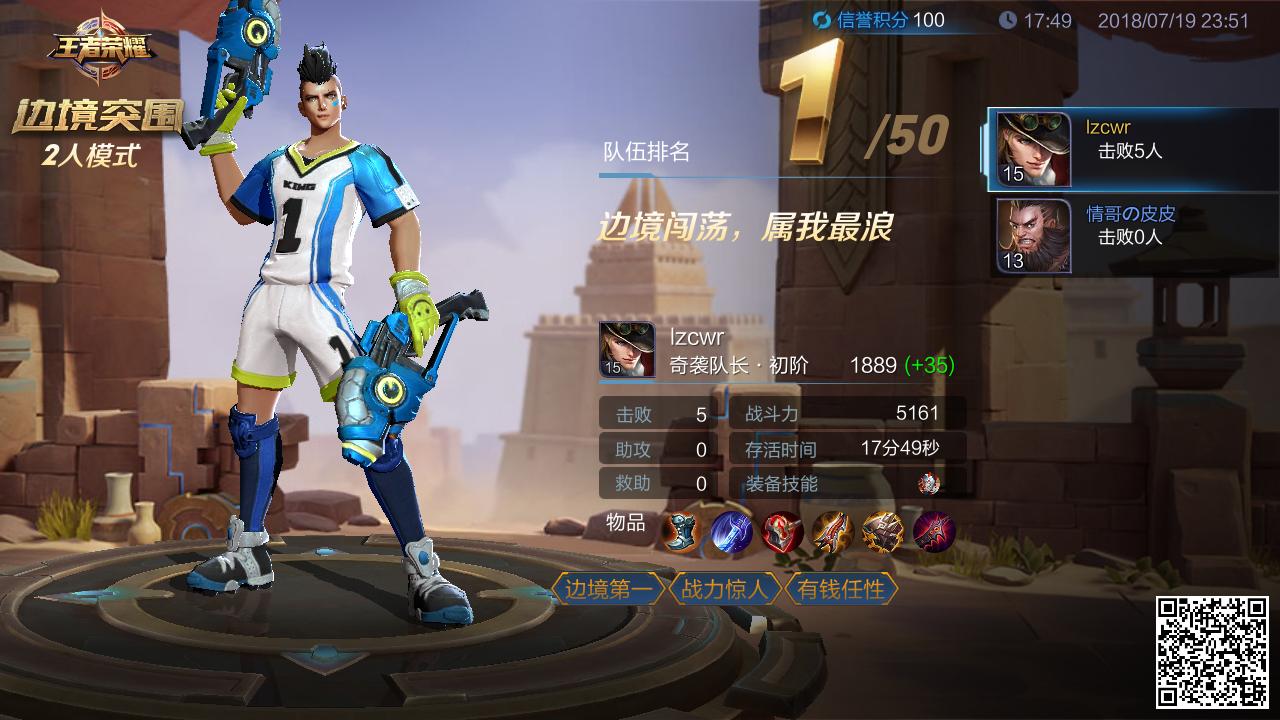 王者荣耀
边境突围
2人模式
信誉积分 100
17:49
2018/07/19 23:51
队伍排名
1/50
边境闯荡，属我最浪
lzcwr
击败5人
15
情哥の皮皮
击败0人
13
KING
1
1
lzcwr
15
奇袭队长·初阶 1889 (+35)
击败 5 战斗力 5161
助攻 0 存活时间 17分49秒
救助 0 装备技能
物品
边境第一 战力惊人 有钱任性